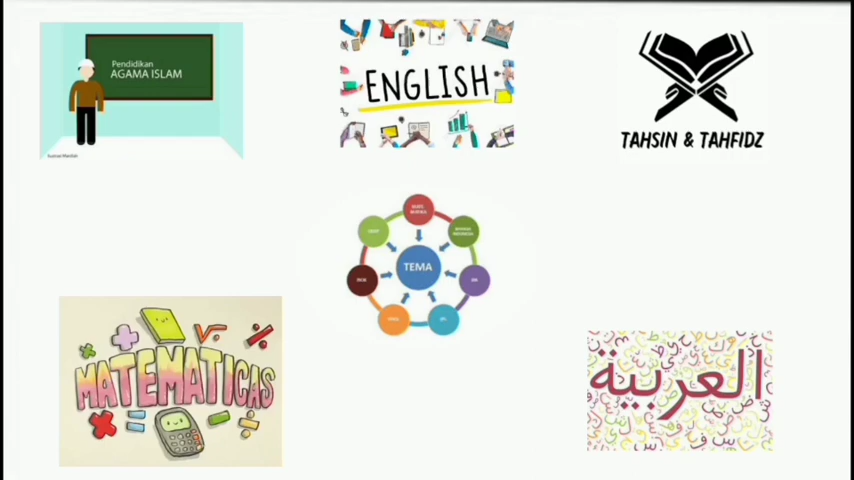 Pendidikan
AGAMA ISLAM
ENGLISH
TAHSIN & TAHFIDZ
TEMA
MATEMATICAS
العربية